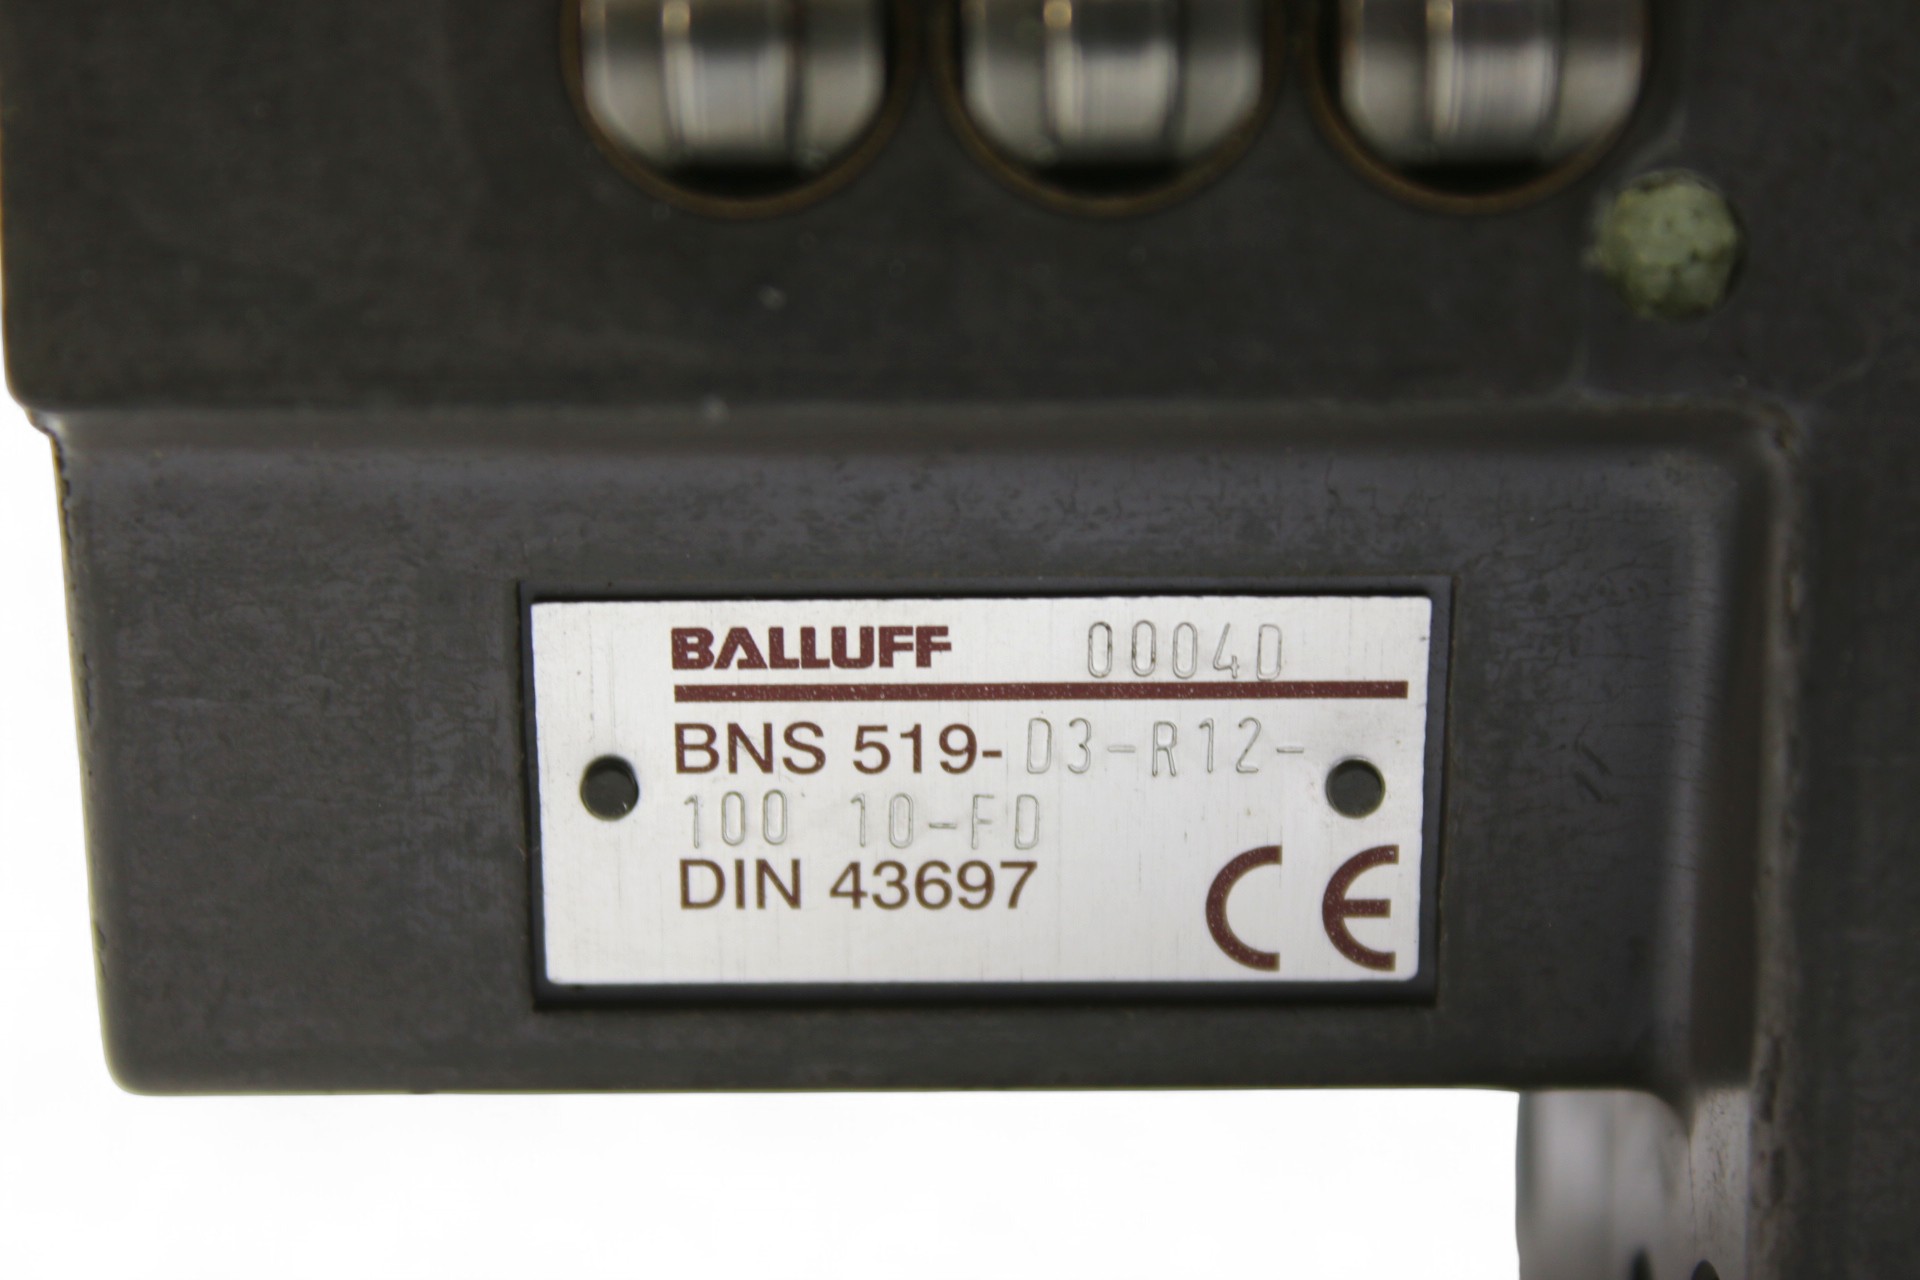 BALLUFF 0004D
BNS 519-D3-R12-
100 10-FD
DIN 43697
CE